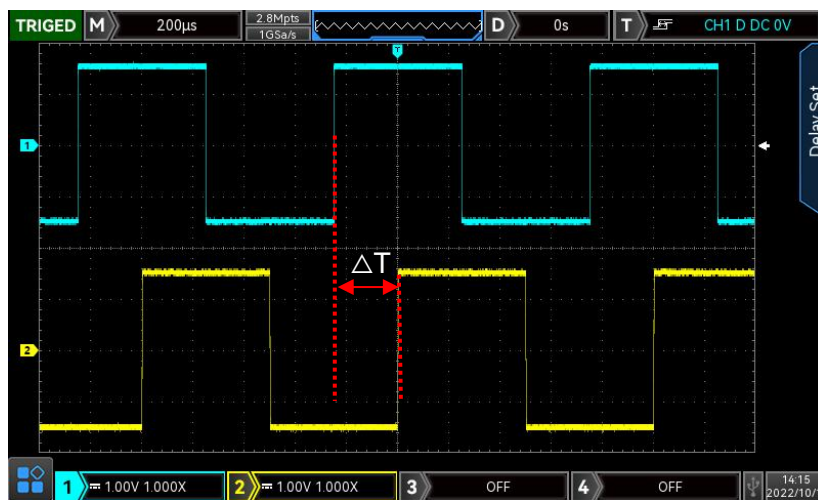 TRIGED M 200μs 2.8Mpts 1GSa/s D 0s T CH1 D DC 0V
T
Delay Set
1
△T
2
1 1.00V 1.000X 2 1.00V 1.000X 3 OFF 4 OFF 14:15
2022/10/